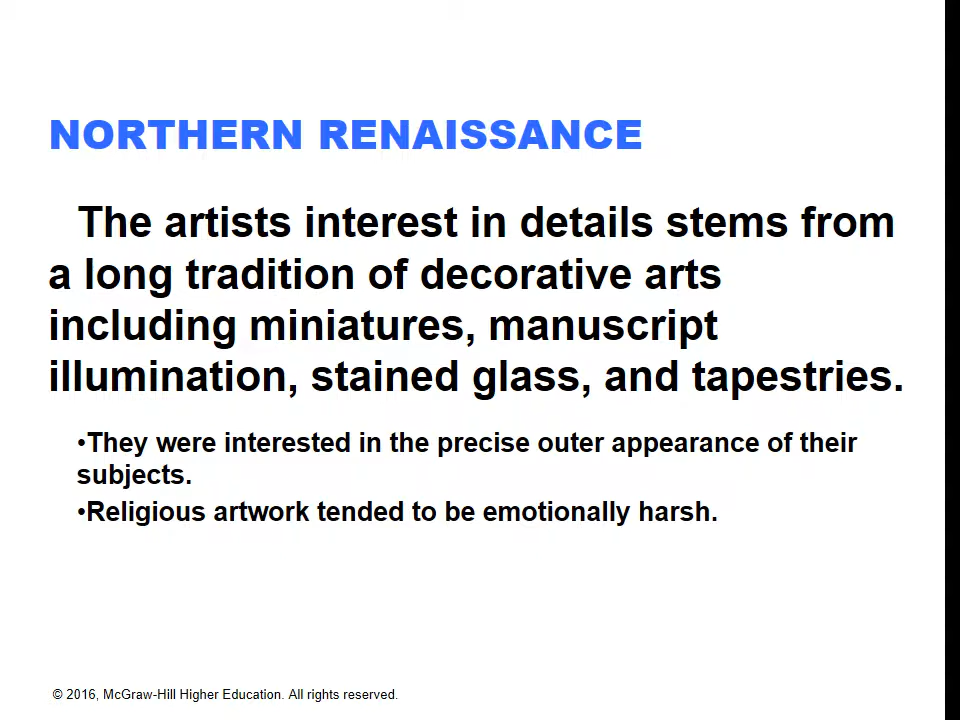 NORTHERN RENAISSANCE
The artists interest in details stems from
a long tradition of decorative arts
including miniatures, manuscript
illumination, stained glass, and tapestries.
•They were interested in the precise outer appearance of their
subjects.
•Religious artwork tended to be emotionally harsh.
© 2016, McGraw-Hill Higher Education. All rights reserved.